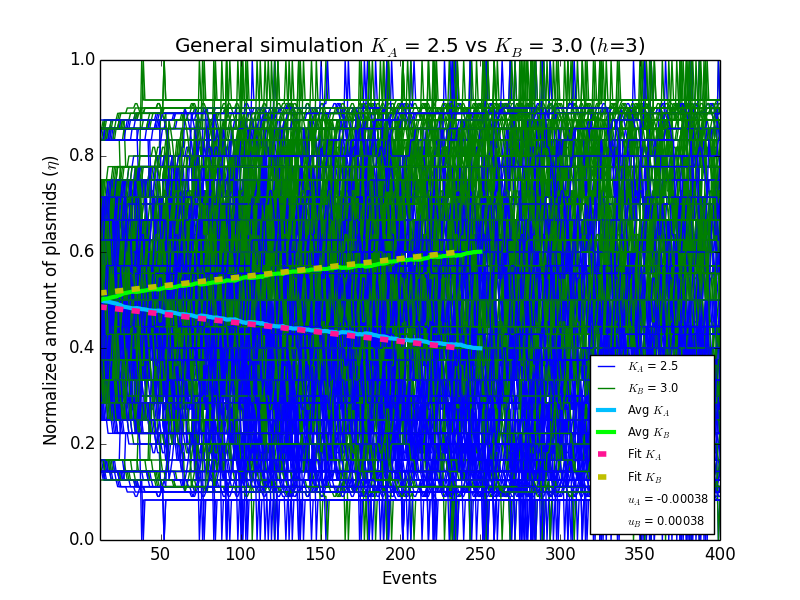 General simulation K_A = 2.5 vs K_B = 3.0 (h=3)
Normalized amount of plasmids (η)
1.0
0.8
0.6
0.4
0.2
0.0
K_A = 2.5
K_B = 3.0
Avg K_A
Avg K_B
Fit K_A
Fit K_B
u_A = -0.00038
u_B = 0.00038
50 100 150 200 250 300 350 400
Events